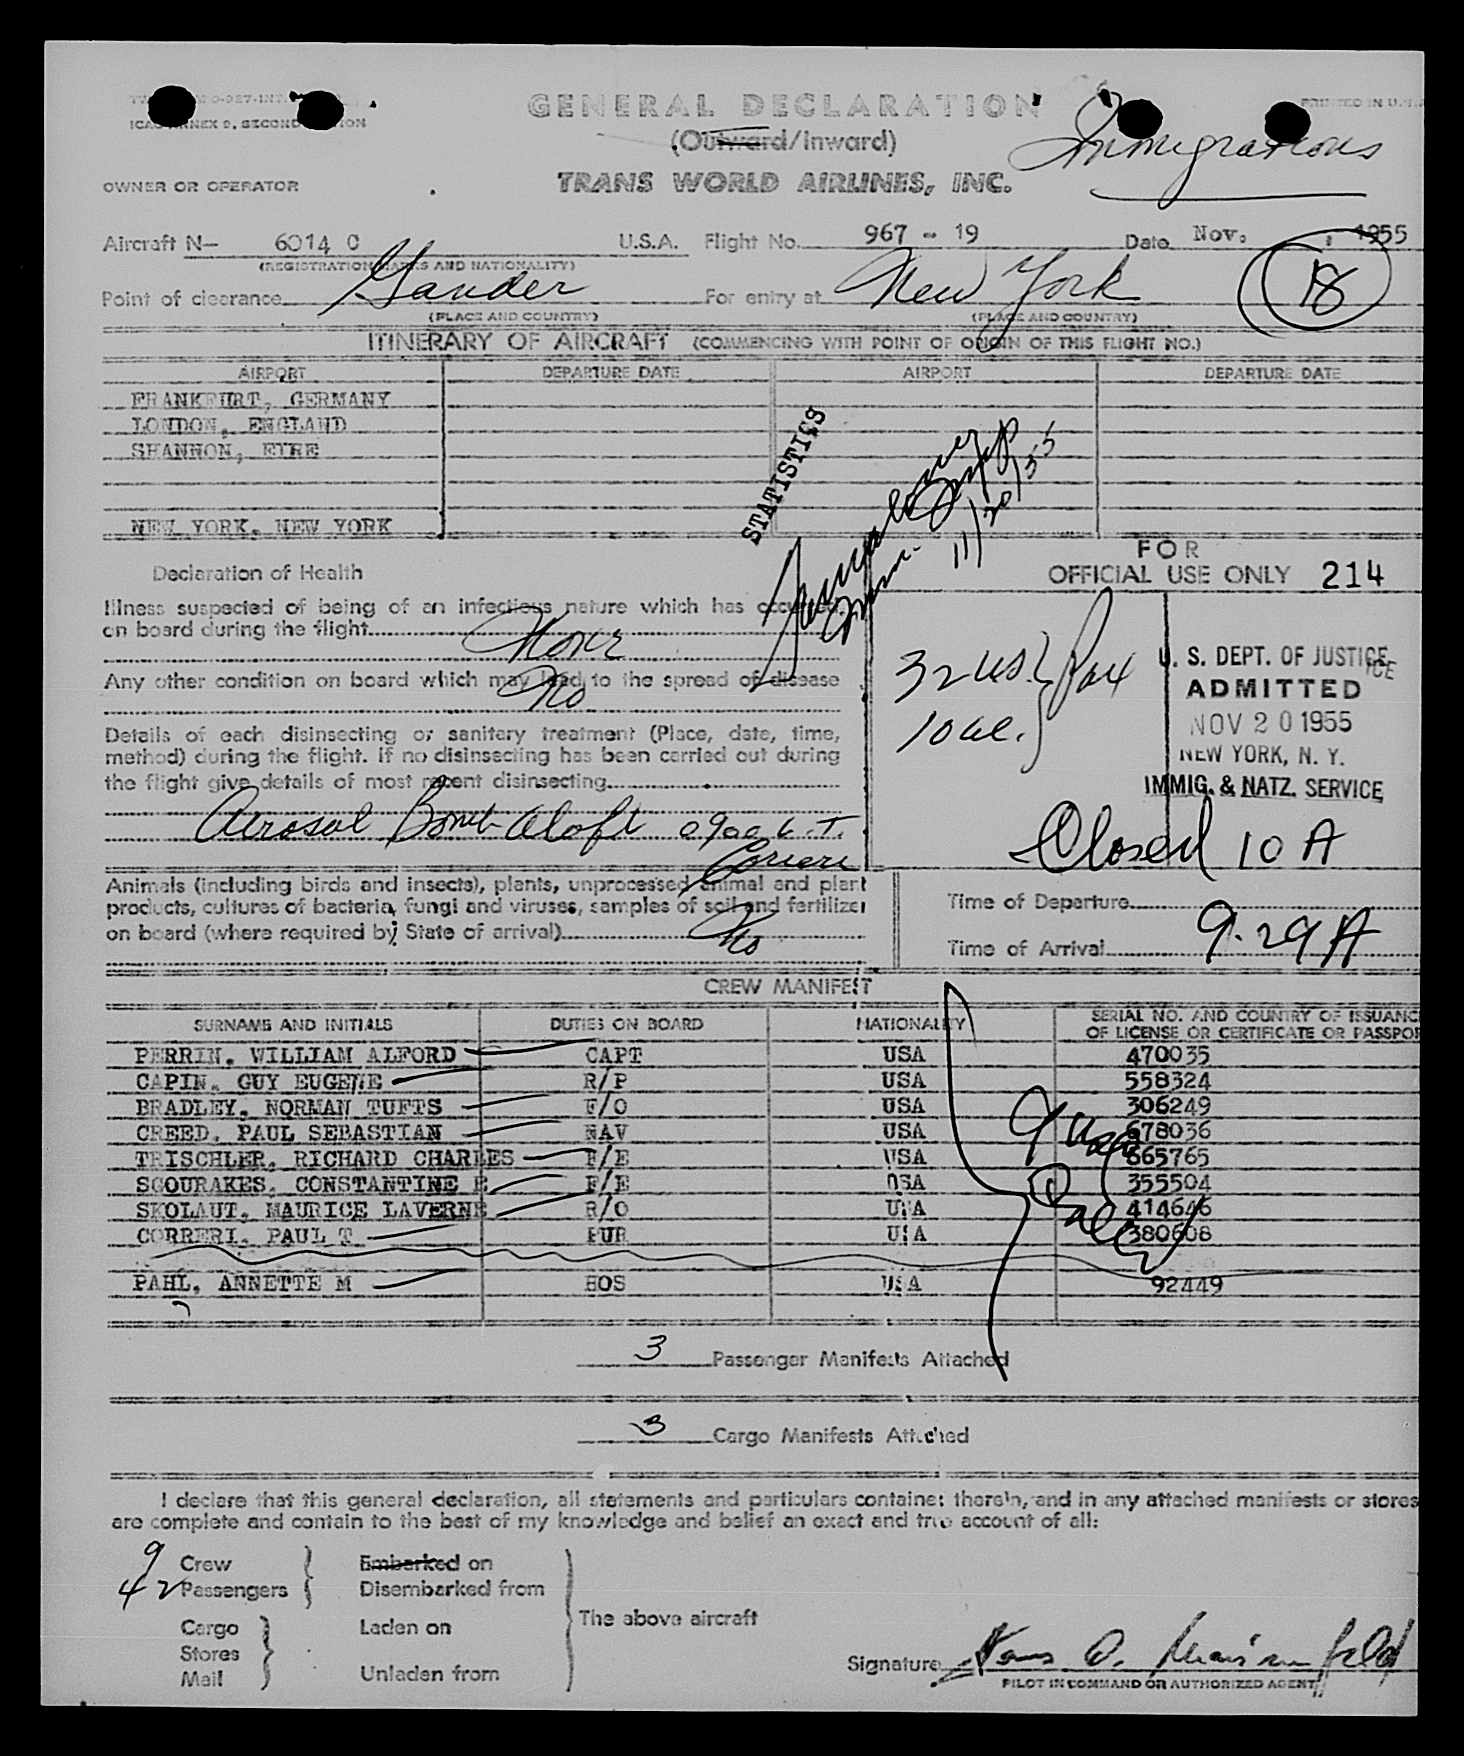 GENERAL DECLARATION
(Outward/Inward)
Immigrations
OWNER OR OPERATOR
TRANS WORLD AIRLINES, INC.
Aircraft N— 6014 C U.S.A. Flight No. 967 - 19 Date Nov. , 1955
(REGISTRATION MARKS AND NATIONALITY)
18
Point of clearance Gander For entry at New York
(PLACE AND COUNTRY) (PLACE AND COUNTRY)
ITINERARY OF AIRCRAFT (COMMENCING WITH POINT OF ORIGIN OF THIS FLIGHT NO.)
AIRPORT DEPARTURE DATE AIRPORT DEPARTURE DATE
FRANKFURT, GERMANY
LONDON, ENGLAND
SHANNON, EIRE
NEW YORK, NEW YORK
STATISTICS
11/20/55
FOR
OFFICIAL USE ONLY 214
Declaration of Health
Illness suspected of being of an infectious nature which has occurred,
on board during the flight None
Any other condition on board which may lead to the spread of disease
No
Details of each disinsecting or sanitary treatment (Place, date, time,
method) during the flight. If no disinsecting has been carried out during
the flight give details of most recent disinsecting
Aerosol Bomb Aloft 0900 L.T.
Correri
32 US. } Pax
10 al.
U. S. DEPT. OF JUSTICE
ADMITTED
NOV 20 1955
NEW YORK, N. Y.
IMMIG. & NATZ. SERVICE
Closed 10 A
Animals (including birds and insects), plants, unprocessed animal and plant
products, cultures of bacteria, fungi and viruses, samples of soil and fertilizer
on board (where required by State of arrival) No
Time of Departure
Time of Arrival 9.29 A
CREW MANIFEST
SURNAME AND INITIALS DUTIES ON BOARD NATIONALITY SERIAL NO. AND COUNTRY OF ISSUANC
OF LICENSE OR CERTIFICATE OR PASSPOR
PERRIN, WILLIAM ALFORD CAPT USA 470035
CAPIN, GUY EUGENE R/P USA 558324
BRADLEY, NORMAN TUFTS F/O USA 306249
CREED, PAUL SEBASTIAN NAV USA 678036
TRISCHLER, RICHARD CHARLES F/E USA 665765
SGOURAKES, CONSTANTINE E F/E USA 355504
SKOLAUT, MAURICE LAVERNE R/O USA 414646
CORRERI, PAUL T PUR USA 380608
PAHL, ANNETTE M HOS USA 92449
3 Passenger Manifests Attached
3 Cargo Manifests Attached
I declare that this general declaration, all statements and particulars contained therein, and in any attached manifests or stores
are complete and contain to the best of my knowledge and belief an exact and true account of all:
9 Crew
42 Passengers
Embarked on
Disembarked from
Cargo
Stores
Mail
Laden on
Unladen from
The above aircraft
Signature
PILOT IN COMMAND OR AUTHORIZED AGENT